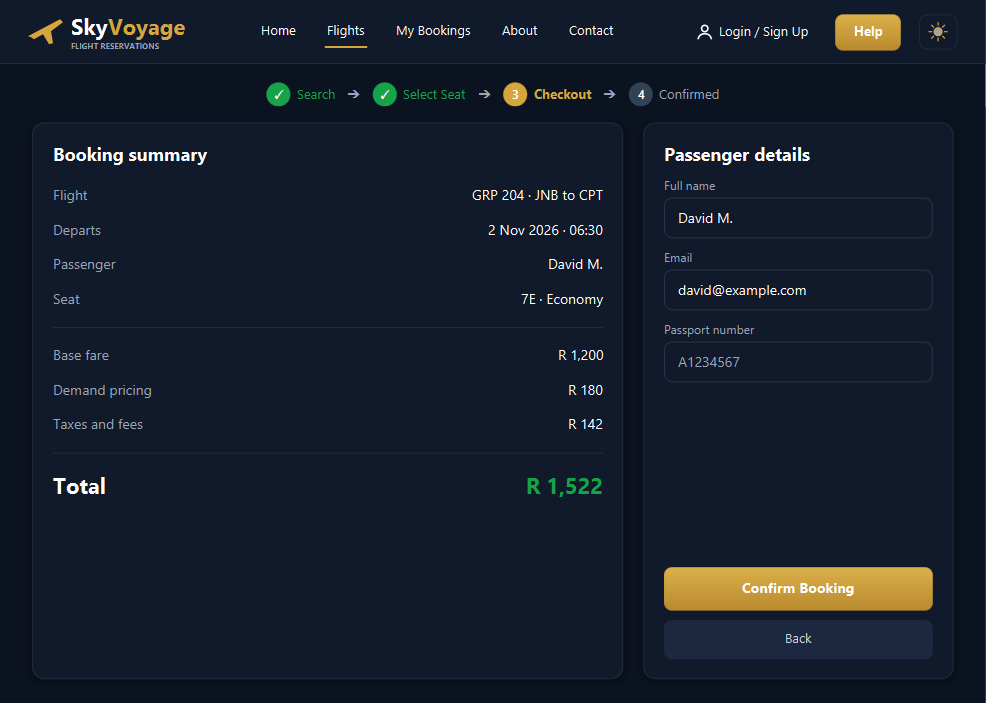 SkyVoyage
FLIGHT RESERVATIONS
Home
Flights
My Bookings
About
Contact
Login / Sign Up
Help
✓ Search → ✓ Select Seat → 3 Checkout → 4 Confirmed
Booking summary
Flight GRP 204 · JNB to CPT
Departs 2 Nov 2026 · 06:30
Passenger David M.
Seat 7E · Economy
Base fare R 1,200
Demand pricing R 180
Taxes and fees R 142
Total R 1,522
Passenger details
Full name
David M.
Email
david@example.com
Passport number
A1234567
Confirm Booking
Back